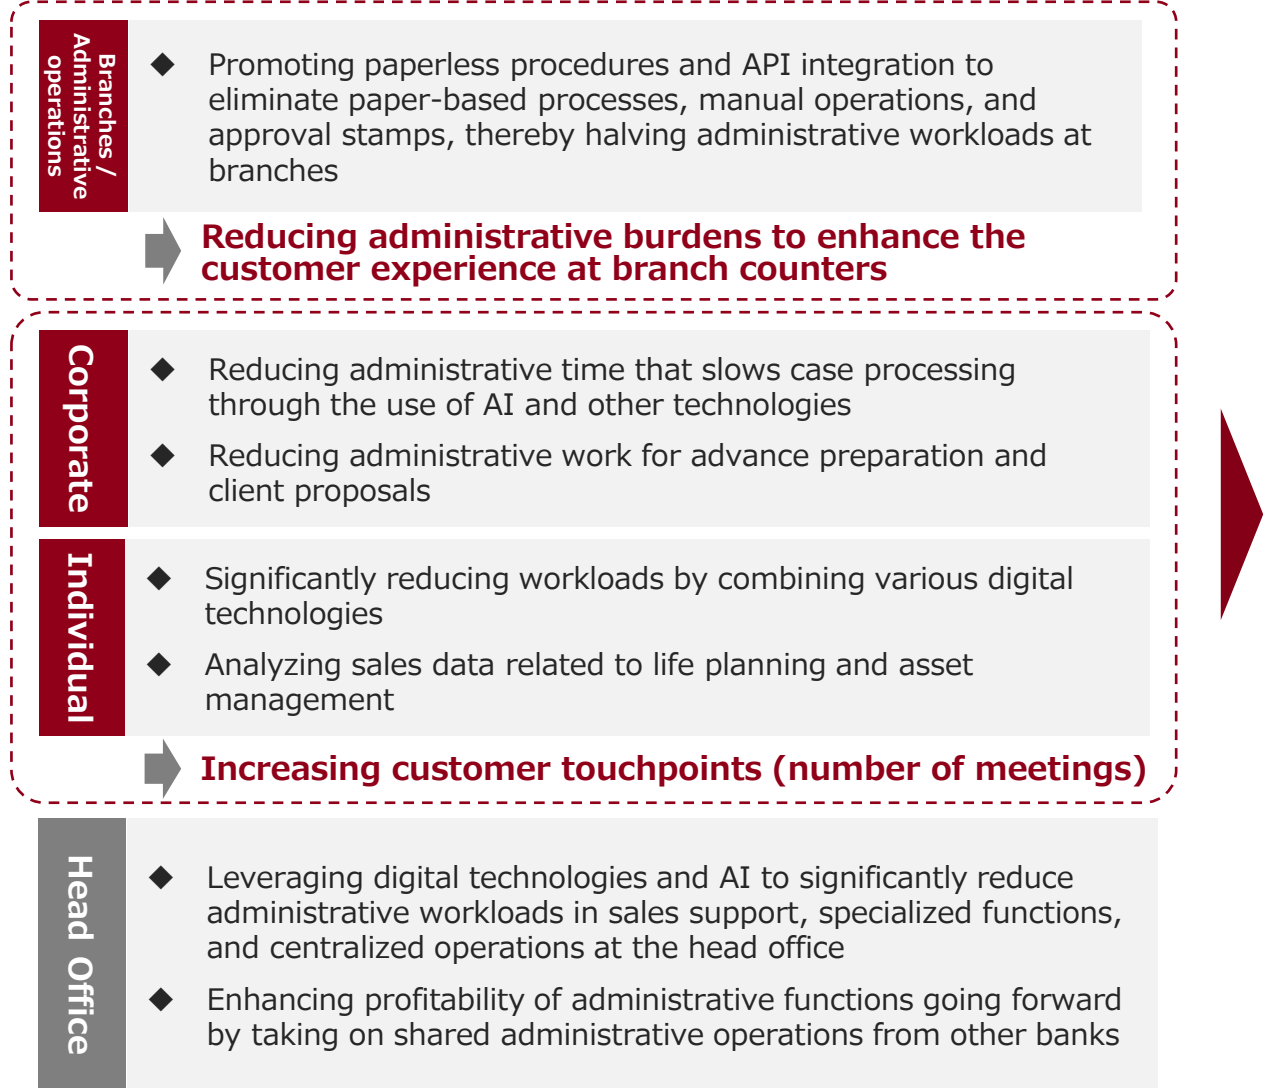 Branches /
Administrative
operations
◆ Promoting paperless procedures and API integration to
eliminate paper-based processes, manual operations, and
approval stamps, thereby halving administrative workloads at
branches
Reducing administrative burdens to enhance the
customer experience at branch counters
Corporate
◆ Reducing administrative time that slows case processing
through the use of AI and other technologies
◆ Reducing administrative work for advance preparation and
client proposals
Individual
◆ Significantly reducing workloads by combining various digital
technologies
◆ Analyzing sales data related to life planning and asset
management
Increasing customer touchpoints (number of meetings)
Head Office
◆ Leveraging digital technologies and AI to significantly reduce
administrative workloads in sales support, specialized functions,
and centralized operations at the head office
◆ Enhancing profitability of administrative functions going forward
by taking on shared administrative operations from other banks